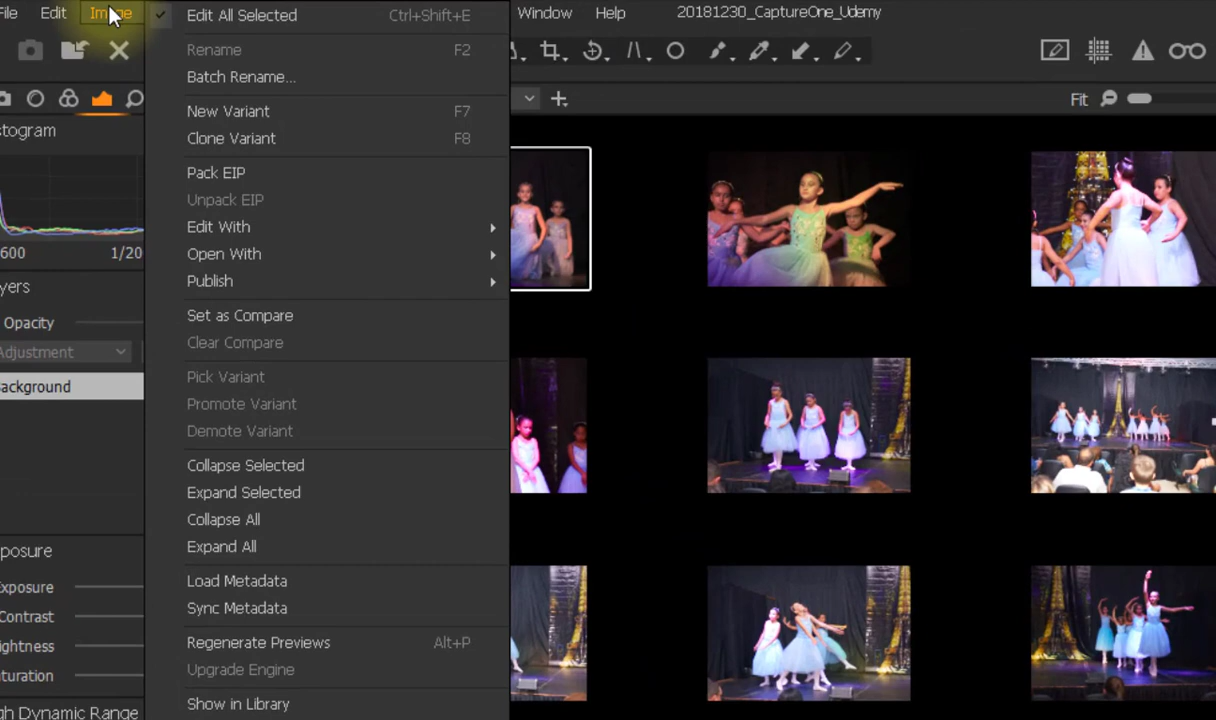 File Edit Image Window Help 20181230_CaptureOne_Udemy
Edit All Selected Ctrl+Shift+E
Rename F2
Batch Rename...
New Variant F7
Clone Variant F8
Pack EIP
Unpack EIP
Edit With
Open With
Publish
Set as Compare
Clear Compare
Pick Variant
Promote Variant
Demote Variant
Collapse Selected
Expand Selected
Collapse All
Expand All
Load Metadata
Sync Metadata
Regenerate Previews Alt+P
Upgrade Engine
Show in Library
Fit
stogram
600 1/20
yers
Opacity
Adjustment
ackground
posure
xposure
Contrast
ightness
turation
gh Dynamic Range